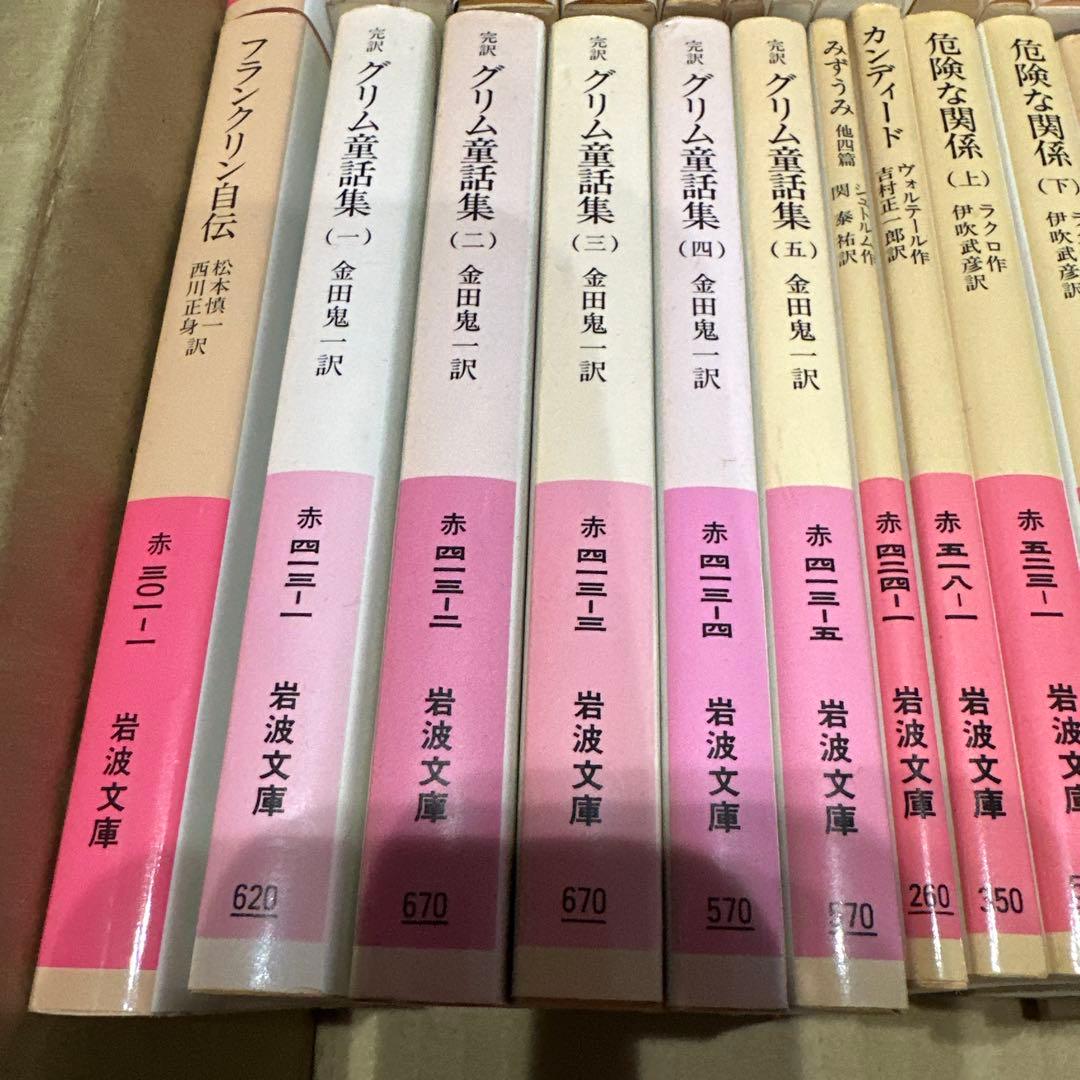 フランクリン自伝
松本慎一
西川正身訳
赤 三〇一-一
岩波文庫
完訳 グリム童話集 (一) 金田鬼一訳
赤 四一三-一
岩波文庫
620
完訳 グリム童話集 (二) 金田鬼一訳
赤 四一三-二
岩波文庫
670
完訳 グリム童話集 (三) 金田鬼一訳
赤 四一三-三
岩波文庫
670
完訳 グリム童話集 (四) 金田鬼一訳
赤 四一三-四
岩波文庫
570
完訳 グリム童話集 (五) 金田鬼一訳
赤 四一三-五
岩波文庫
570
みずうみ 他四篇
シュトルム作
関 泰祐訳
赤 四二四-一
岩波文庫
260
カンディード
ヴォルテール作
吉村正一郎訳
赤 五一八-一
岩波文庫
350
危険な関係 (上)
ラクロ作
伊吹武彦訳
赤 五二三-一
岩波文庫
危険な関係 (下)
伊吹武彦訳